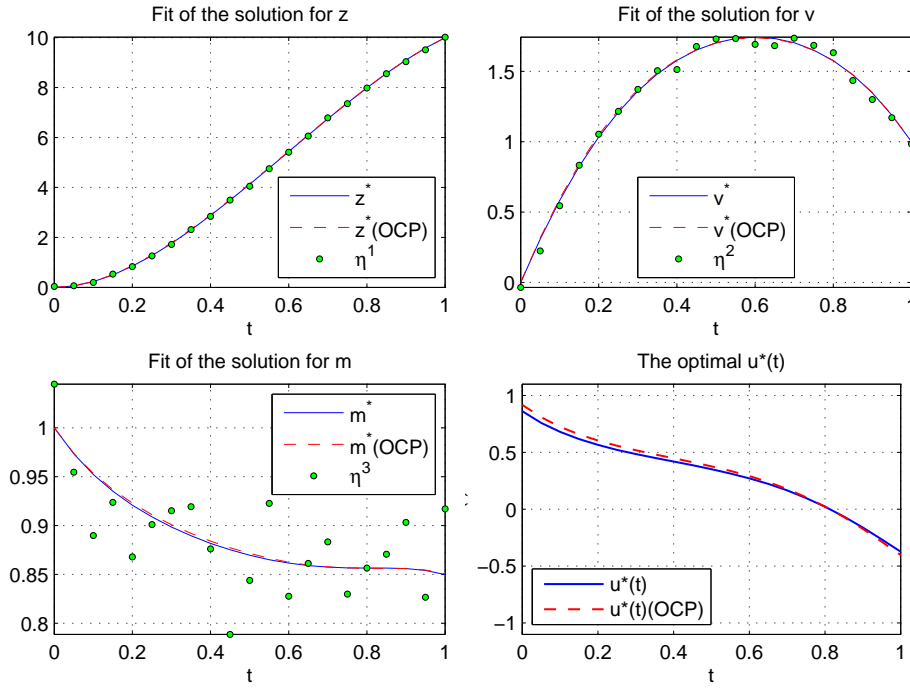 Fit of the solution for z
10
8
6
4
2
0
0 0.2 0.4 0.6 0.8 1
t
z*
z*(OCP)
η1
Fit of the solution for v
1.5
1
0.5
0
0 0.2 0.4 0.6 0.8 1
t
v*
v*(OCP)
η2
Fit of the solution for m
1
0.95
0.9
0.85
0.8
0 0.2 0.4 0.6 0.8 1
t
m*
m*(OCP)
η3
The optimal u*(t)
1
0.5
0
−0.5
−1
0 0.2 0.4 0.6 0.8 1
t
u*(t)
u*(t)(OCP)